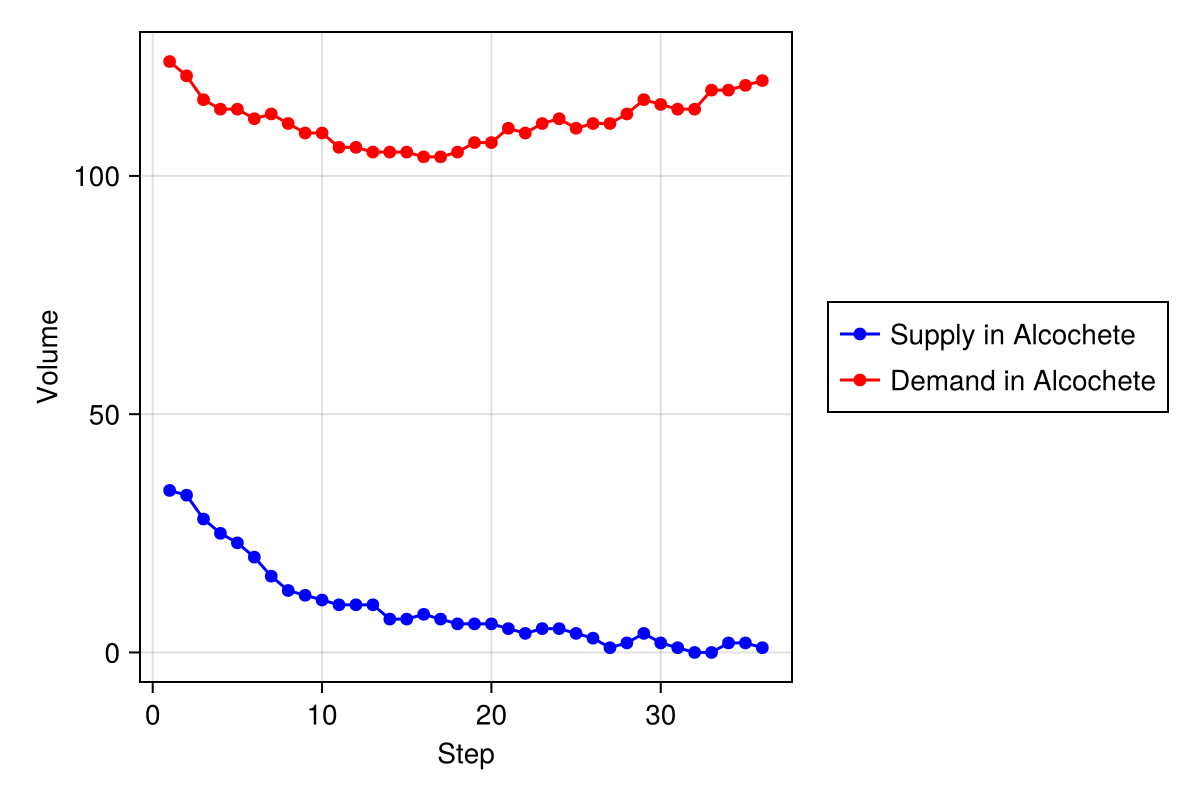 100
50
0
Volume
0 10 20 30
Step
Supply in Alcochete
Demand in Alcochete